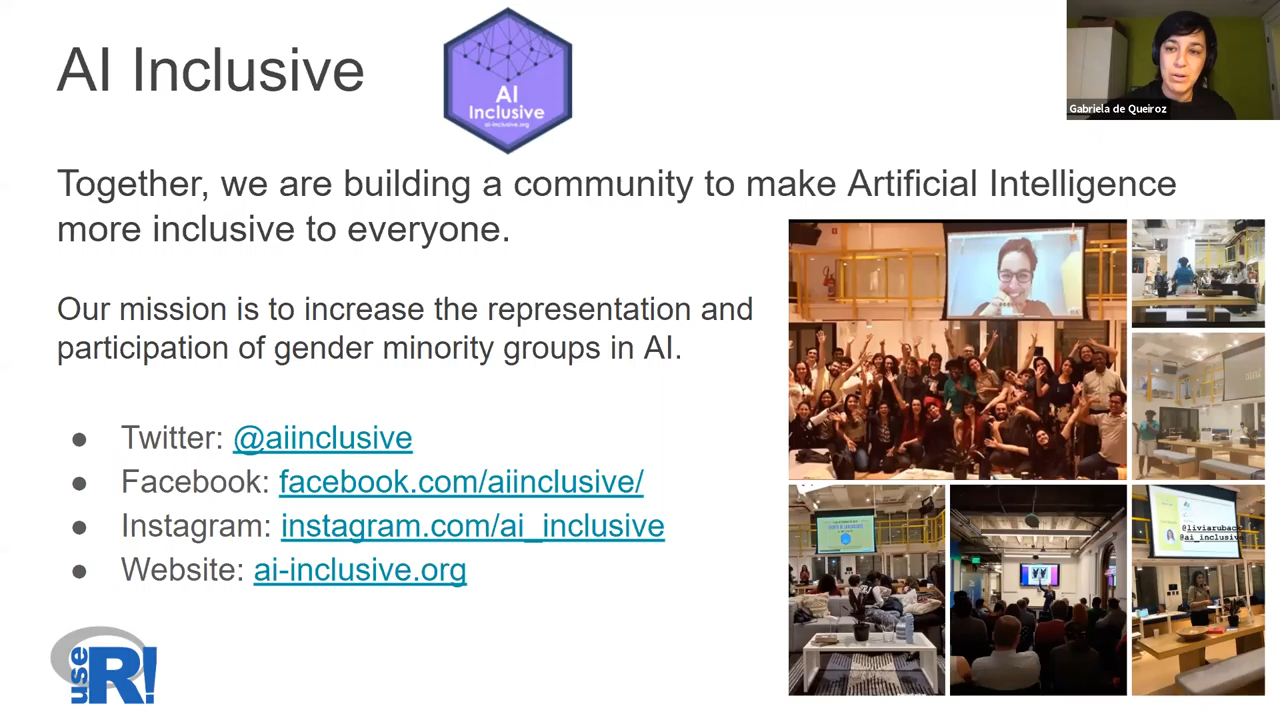 AI Inclusive
AI
Inclusive
ai-inclusive.org
Gabriela de Queiroz
Together, we are building a community to make Artificial Intelligence
more inclusive to everyone.
Our mission is to increase the representation and
participation of gender minority groups in AI.
● Twitter: @aiinclusive
● Facebook: facebook.com/aiinclusive/
● Instagram: instagram.com/ai_inclusive
● Website: ai-inclusive.org
@ai_inclusive
useR!